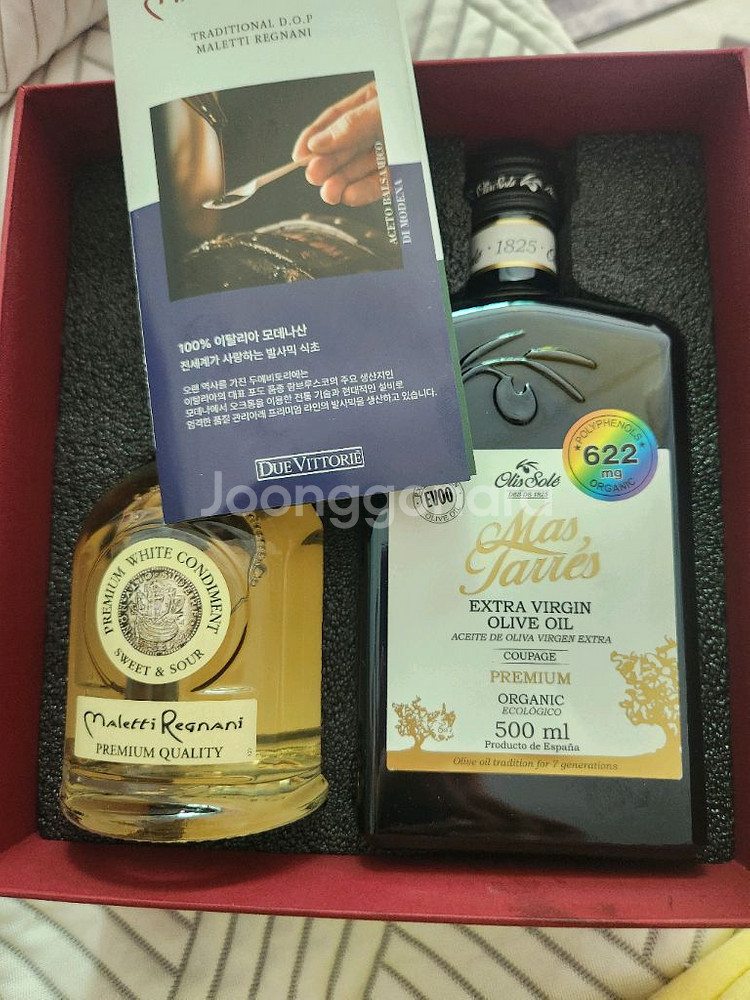 TRADITIONAL D.O.P
MALETTI REGNANI
ACETO BALSAMICO
DI MODENA
100% 이탈리아 모데나산
전세계가 사랑하는 발사믹 식초
오랜 역사를 가진 두에비토리에는
이탈리아의 대표 포도 품종 람브루스코의 주요 생산지인
모데나에서 오크통을 이용한 전통 기술과 현대적인 설비로
엄격한 품질 관리아래 프리미엄 라인의 발사믹을 생산하고 있습니다.
DUE VITTORIE
Joonggonara
PREMIUM WHITE CONDIMENT
SWEET & SOUR
Maletti Regnani
PREMIUM QUALITY
Olis Solé
·1825·
POLYPHENOLS
622
mg
ORGANIC
Olis Solé
EVOO
OLIVE OIL
Mas
Tarrés
EXTRA VIRGIN
OLIVE OIL
ACEITE DE OLIVA VIRGEN EXTRA
COUPAGE
PREMIUM
ORGANIC
ECOLÓGICO
500 ml
Producto de España
Olive oil tradition for 7 generations